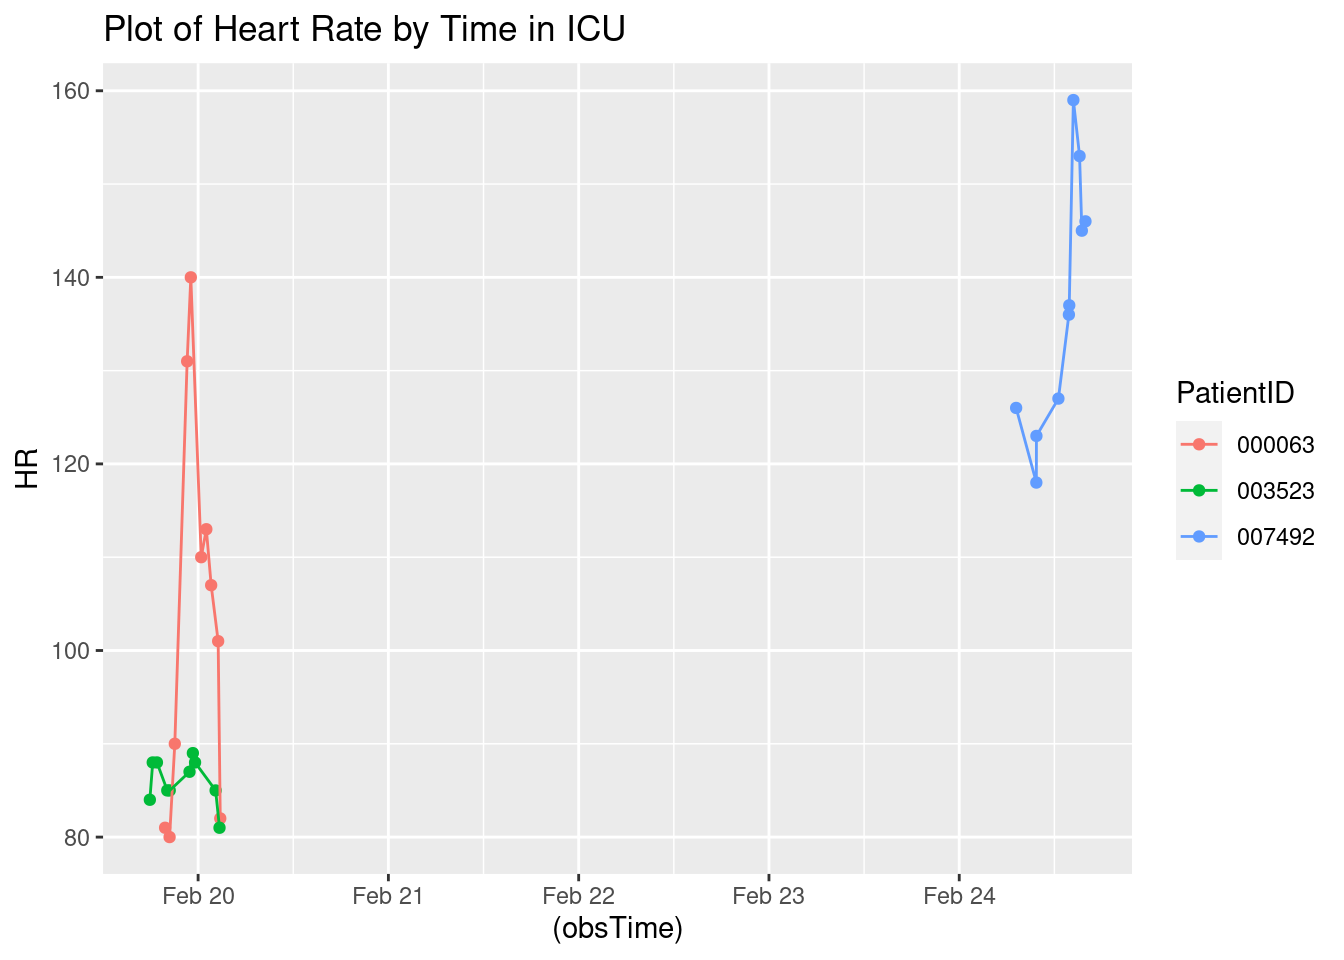 Plot of Heart Rate by Time in ICU
160
140
120
100
80
HR
Feb 20
Feb 21
Feb 22
Feb 23
Feb 24
(obsTime)
PatientID
000063
003523
007492